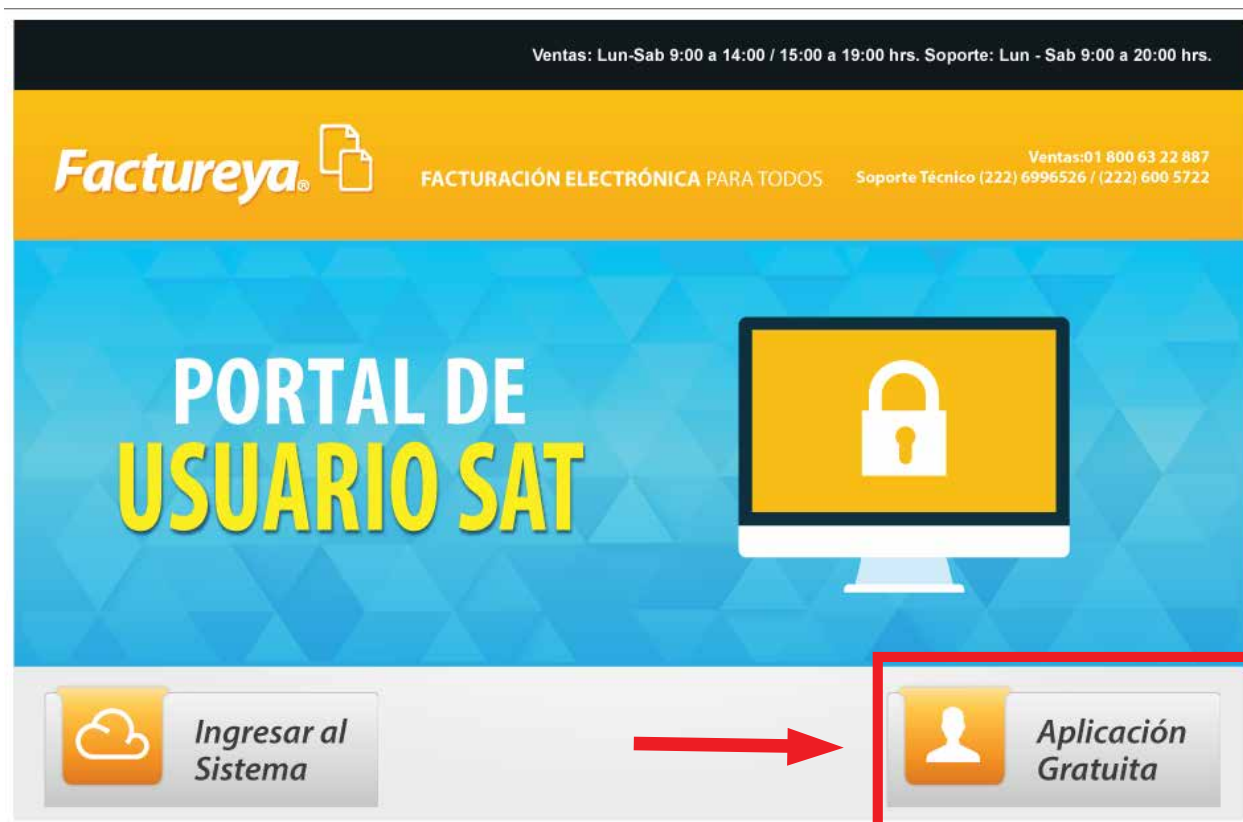 Ventas: Lun-Sab 9:00 a 14:00 / 15:00 a 19:00 hrs. Soporte: Lun - Sab 9:00 a 20:00 hrs.
Factureya®
FACTURACIÓN ELECTRÓNICA PARA TODOS
Ventas:01 800 63 22 887
Soporte Técnico (222) 6996526 / (222) 600 5722
PORTAL DE
USUARIO SAT
Ingresar al
Sistema
Aplicación
Gratuita